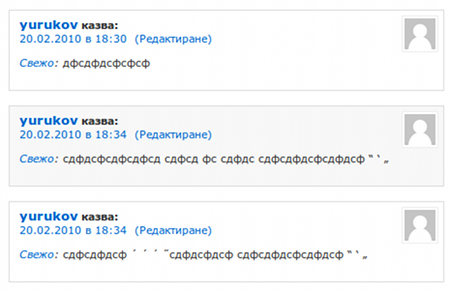 yurukov казва:
20.02.2010 в 18:30 (Редактиране)
Свежо: дфсдфдсфсфсф
yurukov казва:
20.02.2010 в 18:34 (Редактиране)
Свежо: сдфдсфсдфсдфсд сдфсд фс сдфдс сдфсдфдсфсдфдсф “ ‘ „
yurukov казва:
20.02.2010 в 18:34 (Редактиране)
Свежо: сдфсдфдсф ´ ´ ´ ˝сдфдсфдсф сдфсдфдсфсдфдсф “ ‘ „